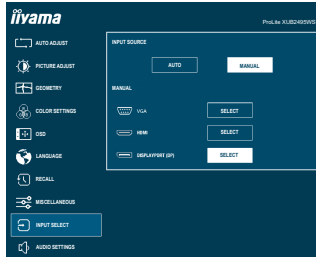 iiyama
ProLite XUB2495WS
AUTO ADJUST
PICTURE ADJUST
GEOMETRY
COLOR SETTINGS
OSD
LANGUAGE
RECALL
MISCELLANEOUS
INPUT SELECT
AUDIO SETTINGS
INPUT SOURCE
AUTO MANUAL
MANUAL
VGA SELECT
HDMI SELECT
DISPLAYPORT (DP) SELECT